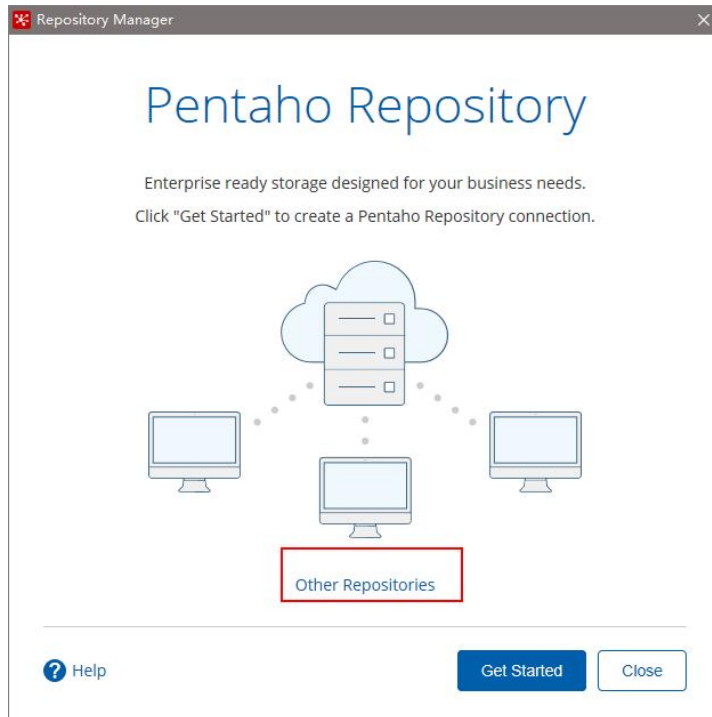 Repository Manager
Pentaho Repository
Enterprise ready storage designed for your business needs.
Click "Get Started" to create a Pentaho Repository connection.
Other Repositories
? Help
Get Started
Close